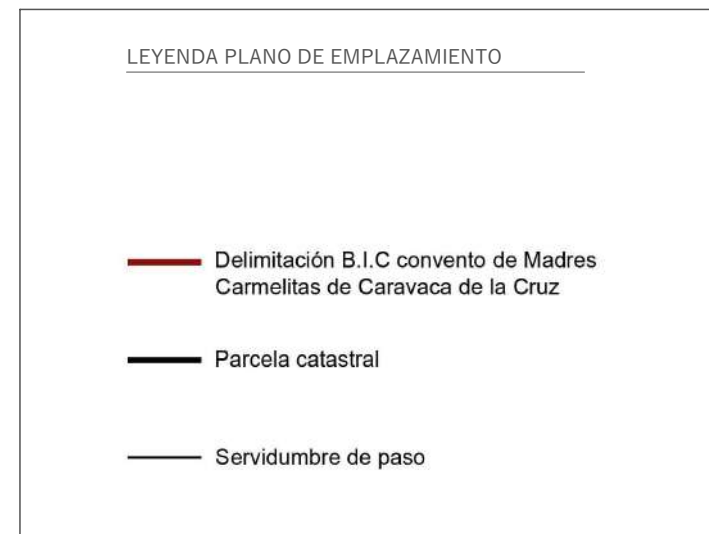 LEYENDA PLANO DE EMPLAZAMIENTO
Delimitación B.I.C convento de Madres
Carmelitas de Caravaca de la Cruz
Parcela catastral
Servidumbre de paso